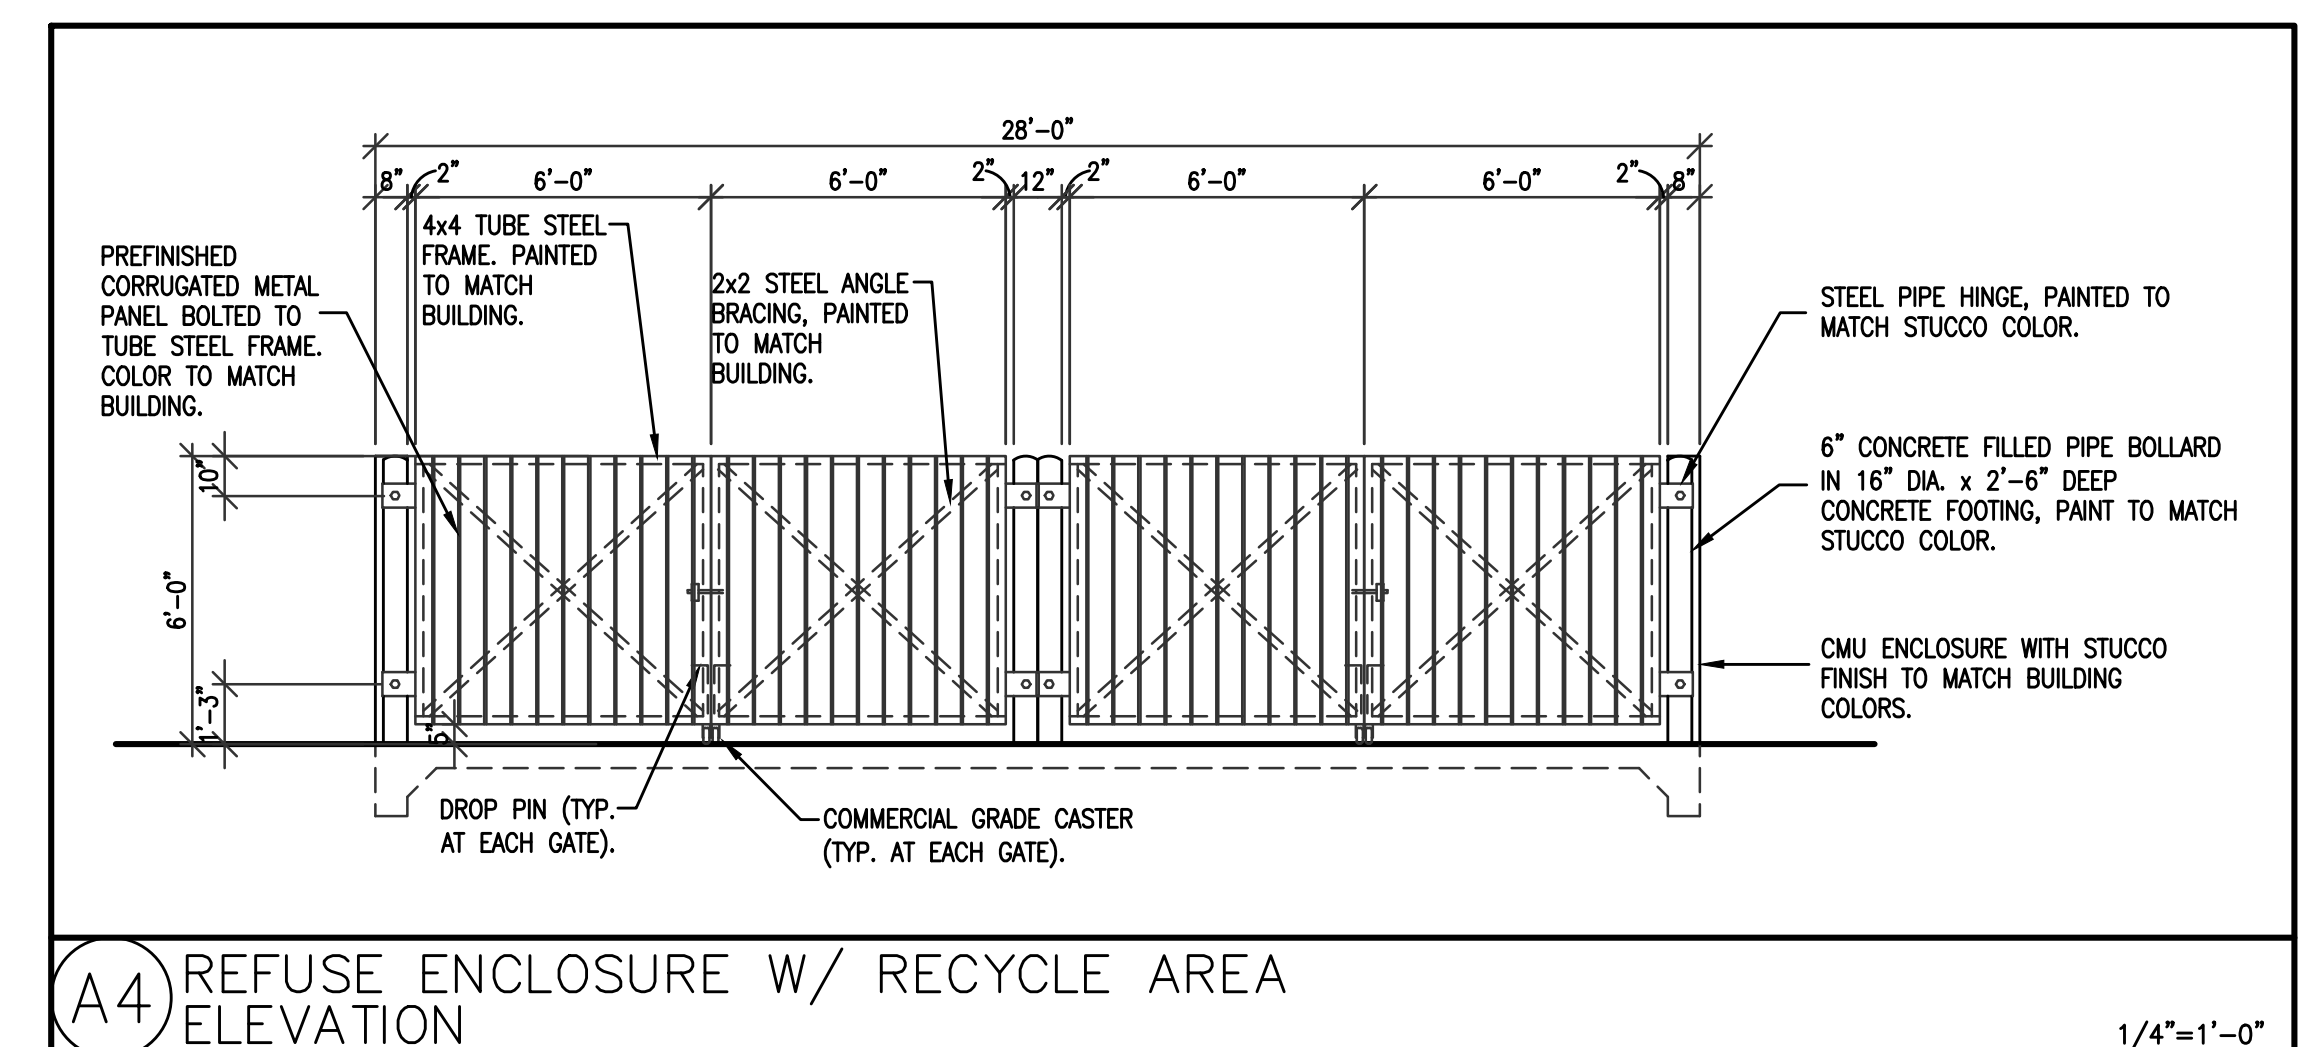 28'-0"
8" 2" 6'-0" 6'-0" 2" 12" 2" 6'-0" 6'-0" 2" 8"
4x4 TUBE STEEL
FRAME. PAINTED
TO MATCH
BUILDING.
PREFINISHED
CORRUGATED METAL
PANEL BOLTED TO
TUBE STEEL FRAME.
COLOR TO MATCH
BUILDING.
2x2 STEEL ANGLE
BRACING, PAINTED
TO MATCH
BUILDING.
STEEL PIPE HINGE, PAINTED TO
MATCH STUCCO COLOR.
6" CONCRETE FILLED PIPE BOLLARD
IN 16" DIA. x 2'-6" DEEP
CONCRETE FOOTING, PAINT TO MATCH
STUCCO COLOR.
10"
6'-0"
1'-3"
5"
CMU ENCLOSURE WITH STUCCO
FINISH TO MATCH BUILDING
COLORS.
DROP PIN (TYP.
AT EACH GATE).
COMMERCIAL GRADE CASTER
(TYP. AT EACH GATE).
A4
REFUSE ENCLOSURE W/ RECYCLE AREA
ELEVATION
1/4"=1'-0"